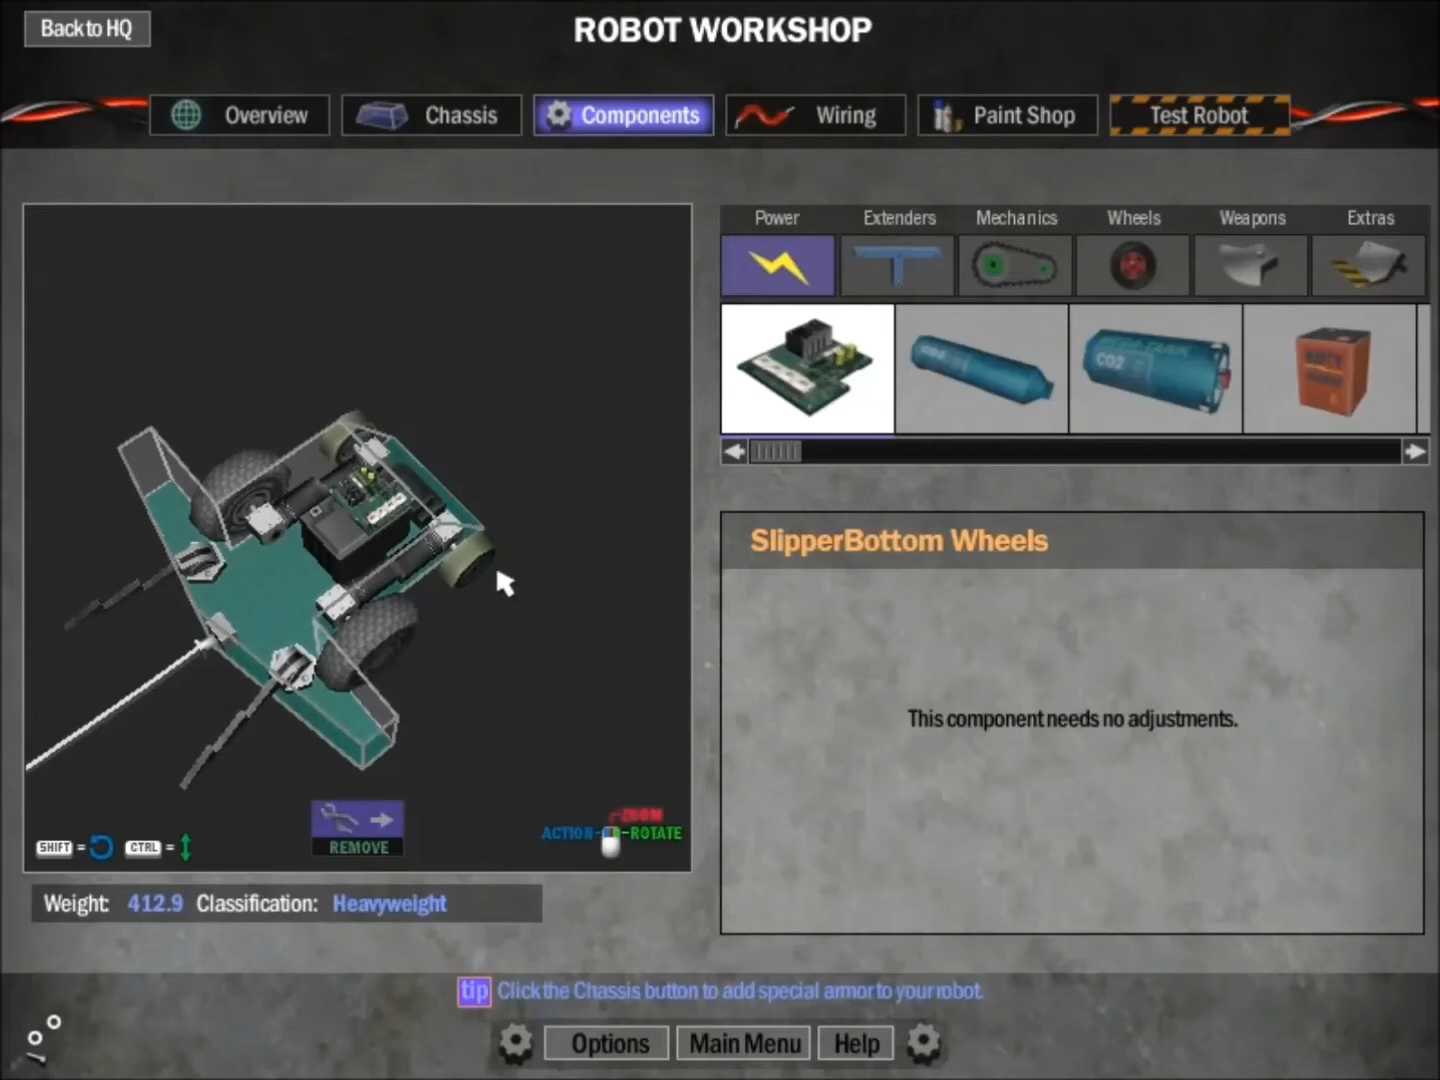 Back to HQ
ROBOT WORKSHOP
Overview
Chassis
Components
Wiring
Paint Shop
Test Robot
Power
Extenders
Mechanics
Wheels
Weapons
Extras
CO2
SlipperBottom Wheels
This component needs no adjustments.
REMOVE
SHIFT =
CTRL =
ZOOM
ACTION
ROTATE
Weight: 412.9 Classification: Heavyweight
tip Click the Chassis button to add special armor to your robot.
Options
Main Menu
Help